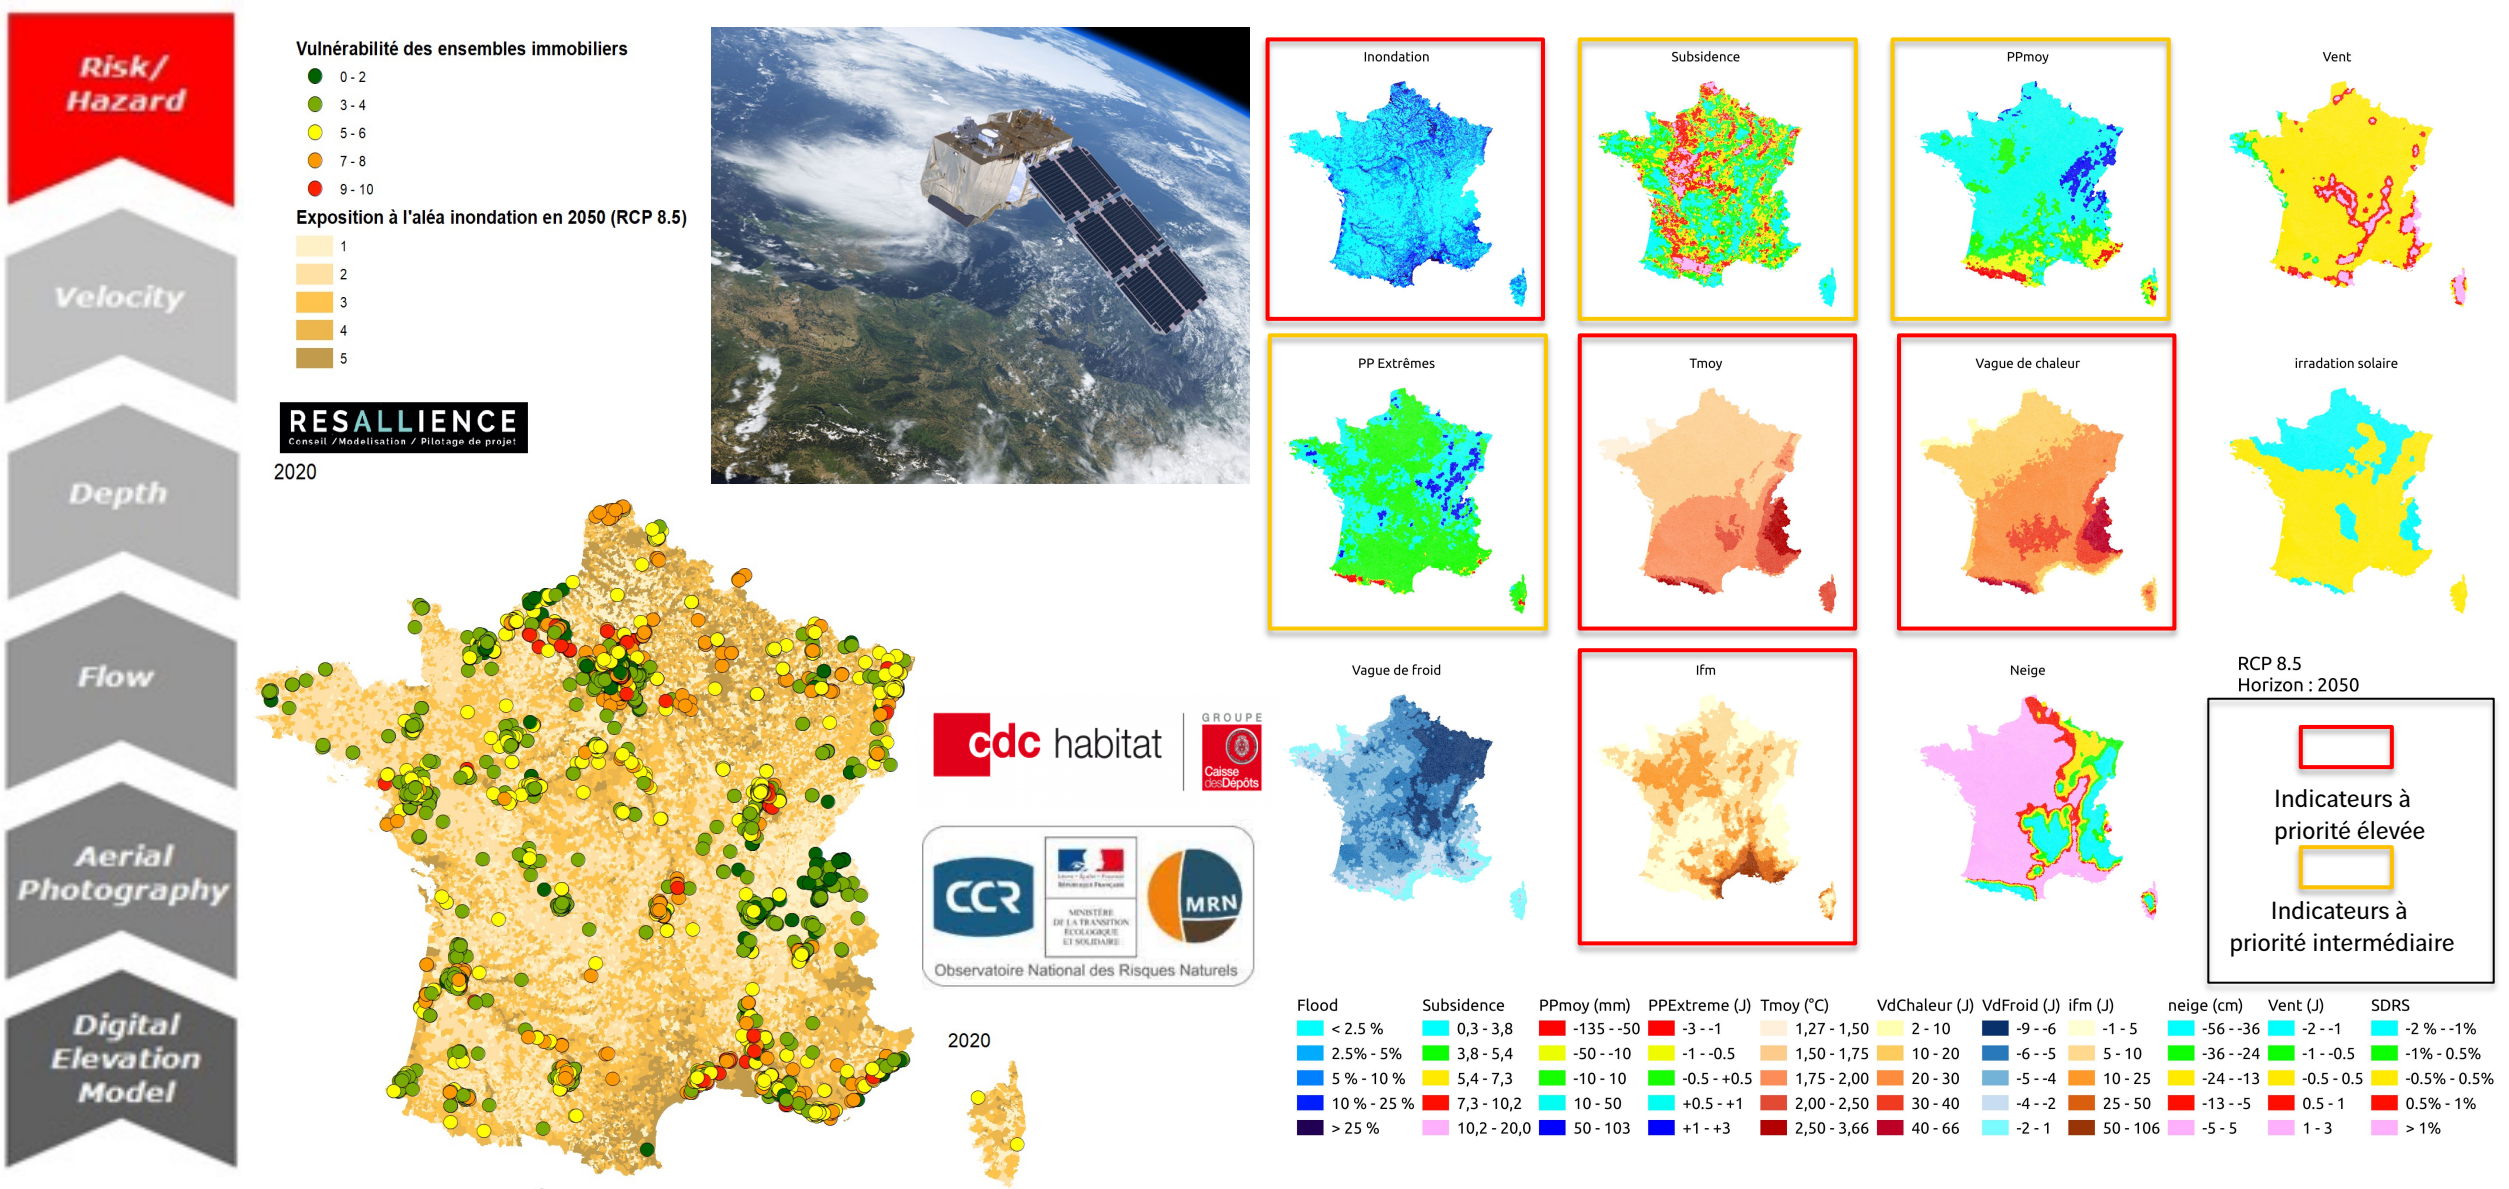 Risk/
Hazard
Velocity
Depth
Flow
Aerial
Photography
Digital
Elevation
Model
Vulnérabilité des ensembles immobiliers
0 - 2
3 - 4
5 - 6
7 - 8
9 - 10
Exposition à l'aléa inondation en 2050 (RCP 8.5)
1
2
3
4
5
RESALLIENCE
Conseil / Modelisation / Pilotage de projet
2020
cdc habitat
GROUPE
Caisse
desDépôts
CCR
Liberté • Égalité • Fraternité
RÉPUBLIQUE FRANÇAISE
MINISTÈRE
DE LA TRANSITION
ÉCOLOGIQUE
ET SOLIDAIRE
MRN
Observatoire National des Risques Naturels
2020
Inondation
Subsidence
PPmoy
Vent
PP Extrêmes
Tmoy
Vague de chaleur
irradation solaire
Vague de froid
Ifm
Neige
RCP 8.5
Horizon : 2050
Indicateurs à
priorité élevée
Indicateurs à
priorité intermédiaire
Flood
< 2.5 %
2.5% - 5%
5 % - 10 %
10 % - 25 %
> 25 %
Subsidence
0,3 - 3,8
3,8 - 5,4
5,4 - 7,3
7,3 - 10,2
10,2 - 20,0
PPmoy (mm)
-135 - -50
-50 - -10
-10 - 10
10 - 50
50 - 103
PPExtreme (J)
-3 - -1
-1 - -0.5
-0.5 - +0.5
+0.5 - +1
+1 - +3
Tmoy (°C)
1,27 - 1,50
1,50 - 1,75
1,75 - 2,00
2,00 - 2,50
2,50 - 3,66
VdChaleur (J)
2 - 10
10 - 20
20 - 30
30 - 40
40 - 66
VdFroid (J)
-9 - -6
-6 - -5
-5 - -4
-4 - -2
-2 - 1
ifm (J)
-1 - 5
5 - 10
10 - 25
25 - 50
50 - 106
neige (cm)
-56 - -36
-36 - -24
-24 - -13
-13 - -5
-5 - 5
Vent (J)
-2 - -1
-1 - -0.5
-0.5 - 0.5
0.5 - 1
1 - 3
SDRS
-2 % - -1%
-1% - 0.5%
-0.5% - 0.5%
0.5% - 1%
> 1%